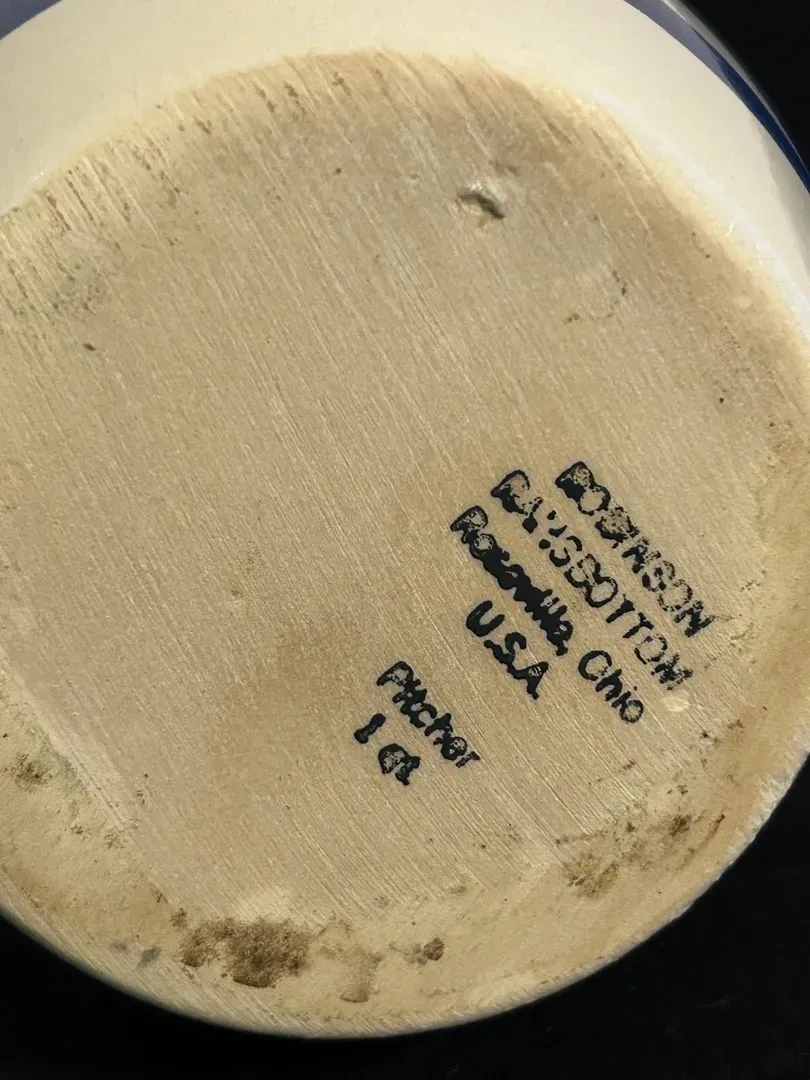 ROBINSON
RANSBOTTOM
Roseville, Ohio
U.S.A
Pitcher
1 qt